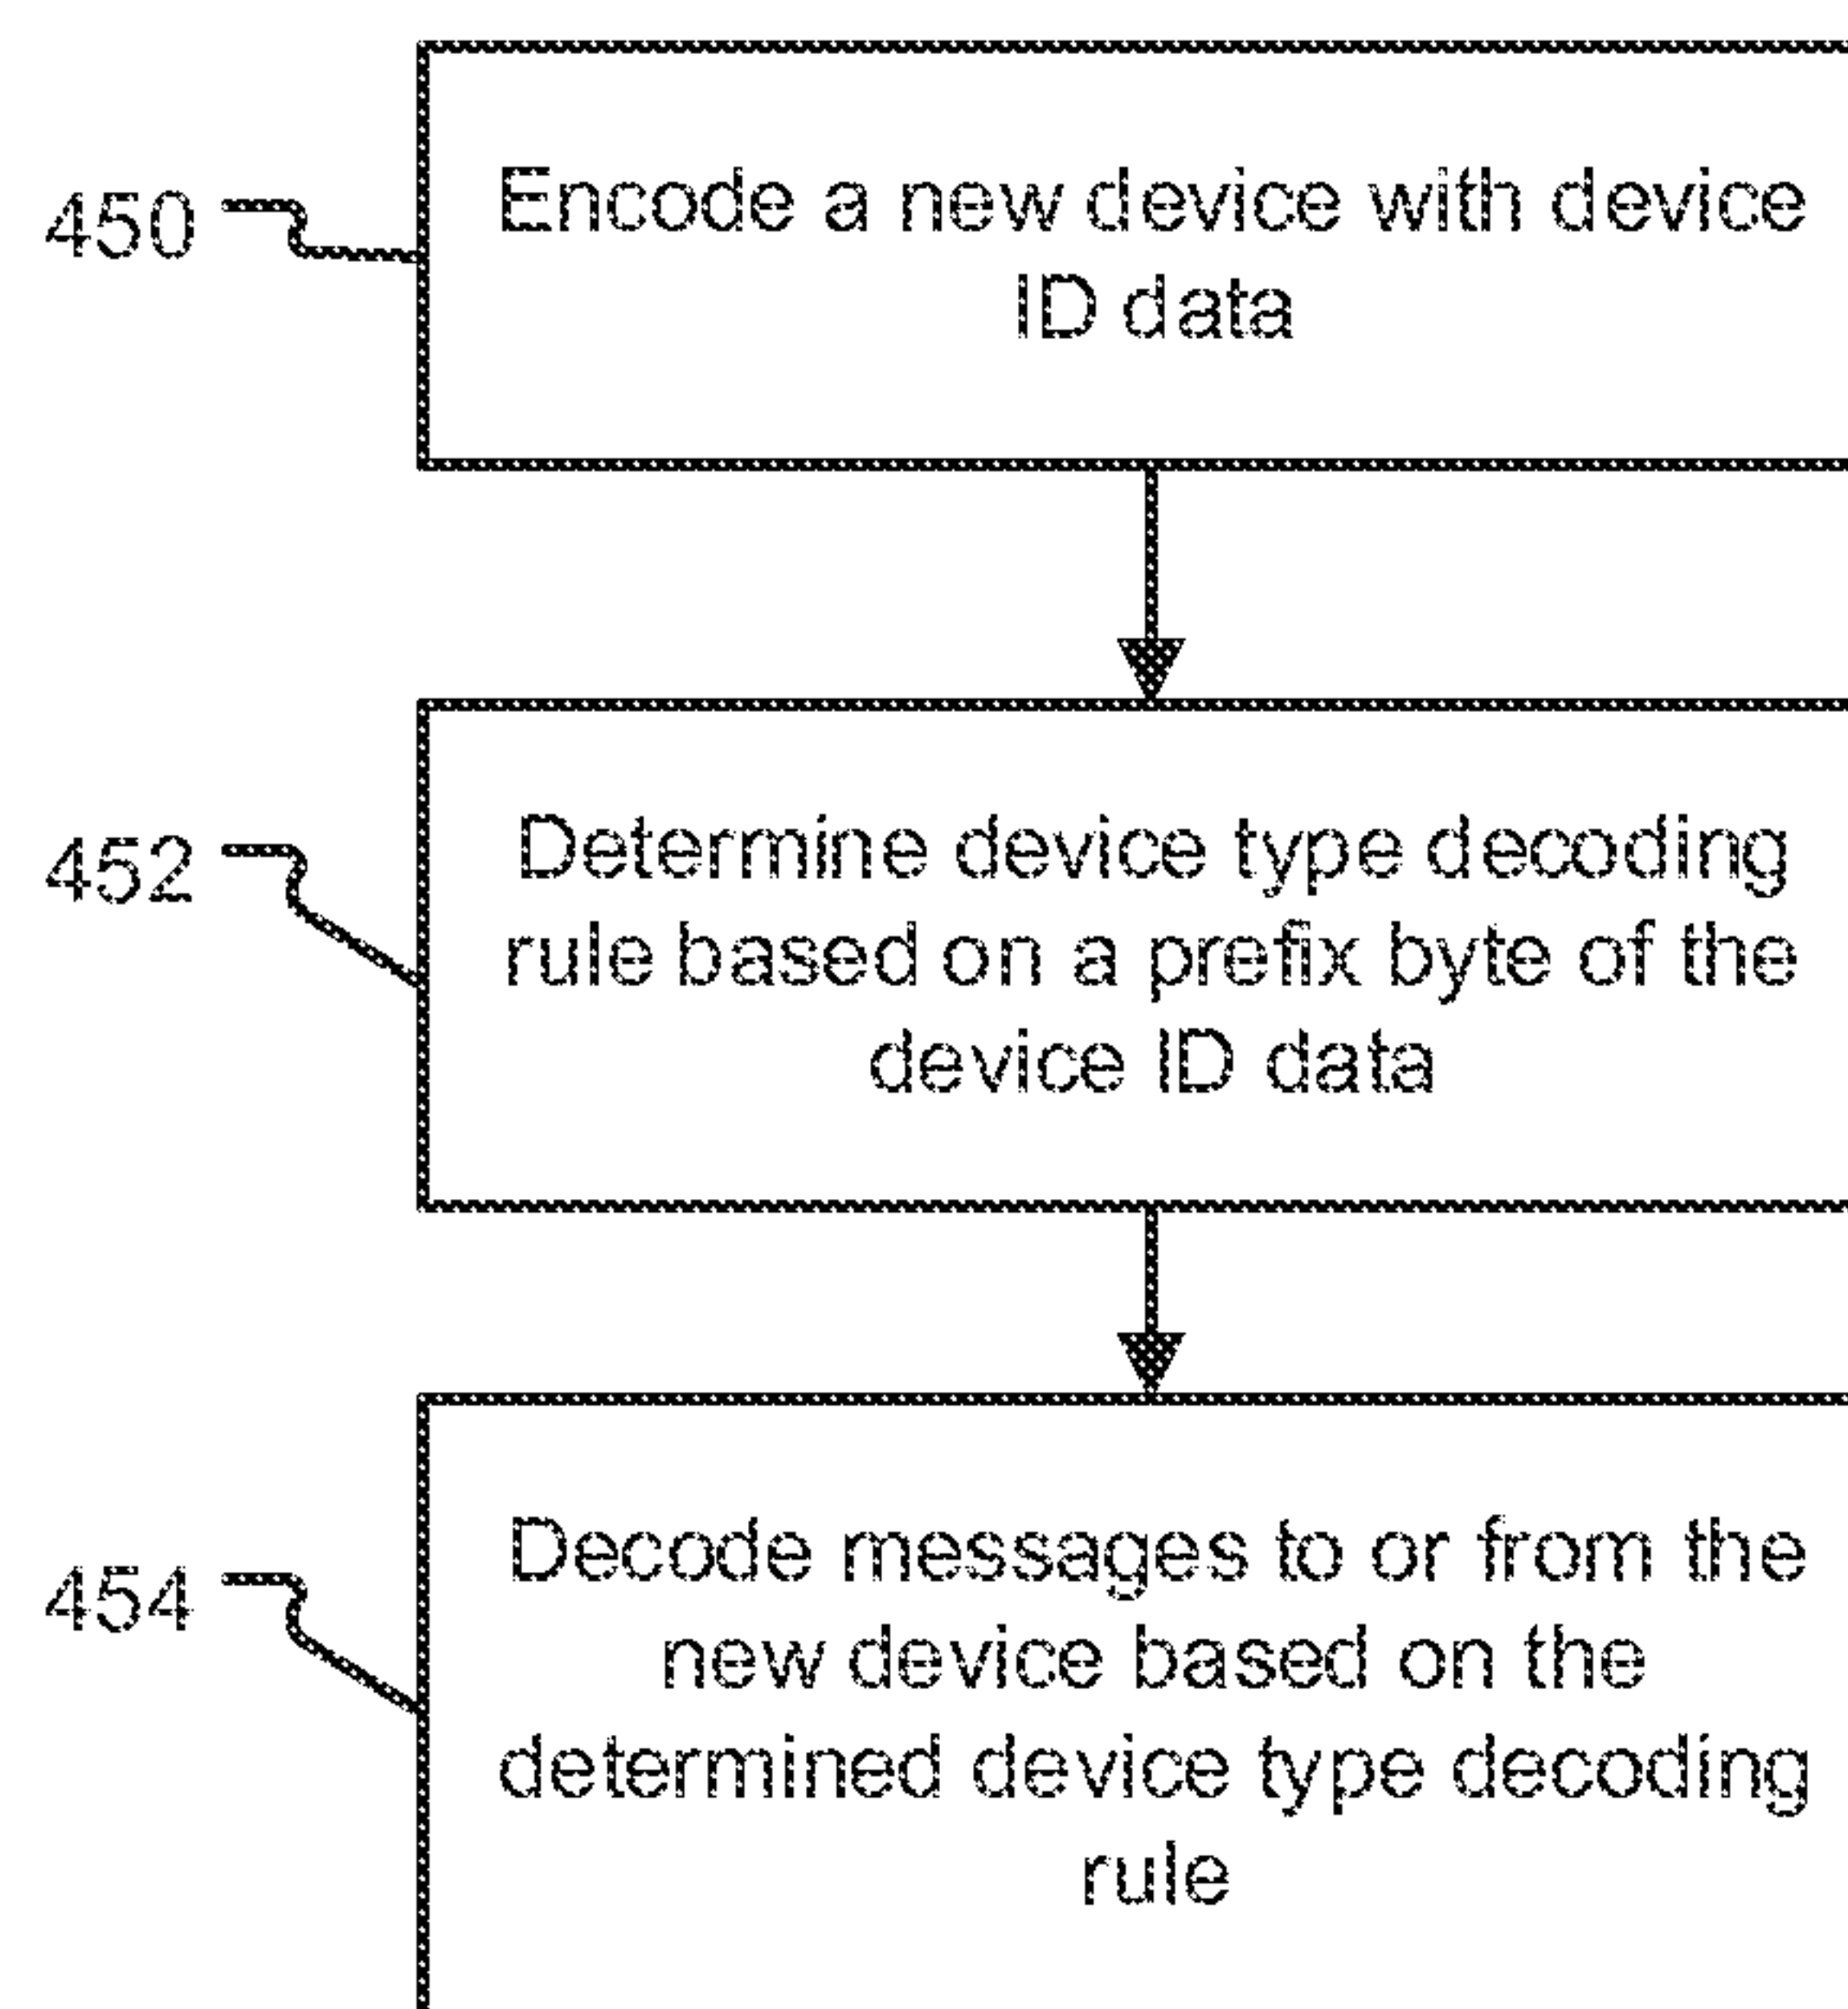 450
Encode a new device with device
ID data
452
Determine device type decoding
rule based on a prefix byte of the
device ID data
454
Decode messages to or from the
new device based on the
determined device type decoding
rule